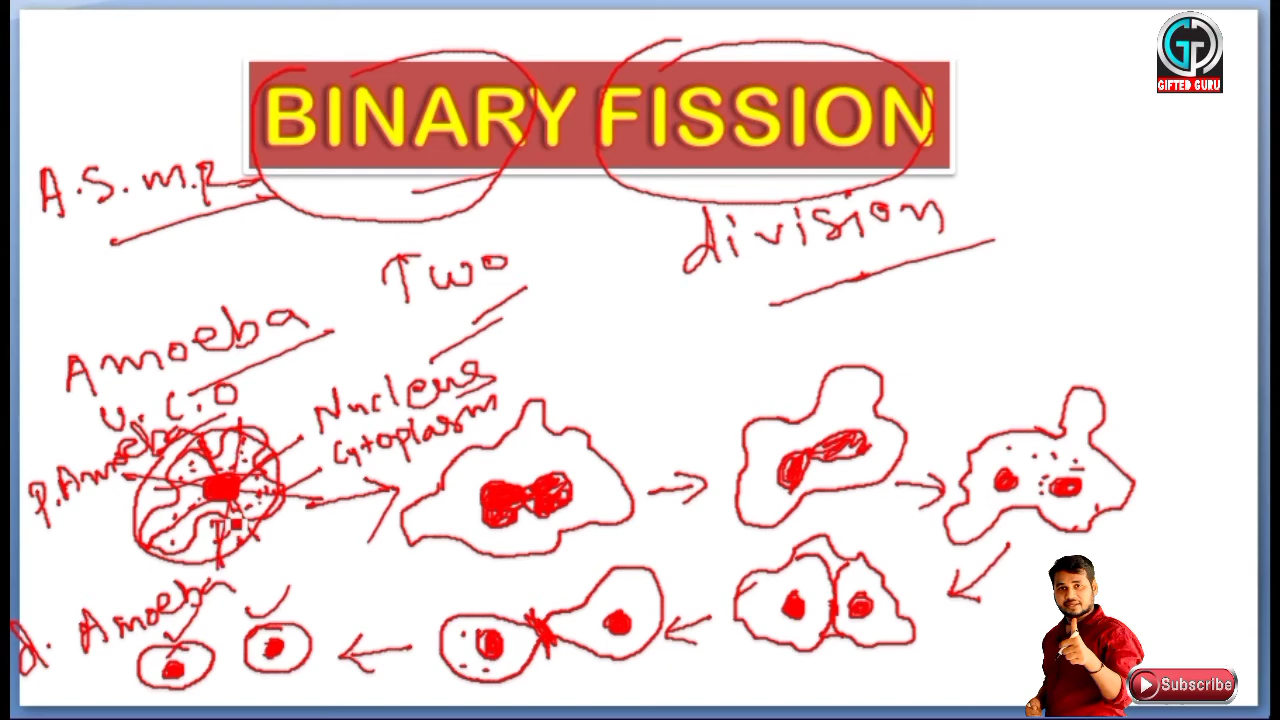 BINARY FISSION
GIFTED GURU
A.S.M.R
division
Two
Amoeba
U.C.O
Nucleus
Cytoplasm
P. Amoeba
d. Amoeba
Subscribe